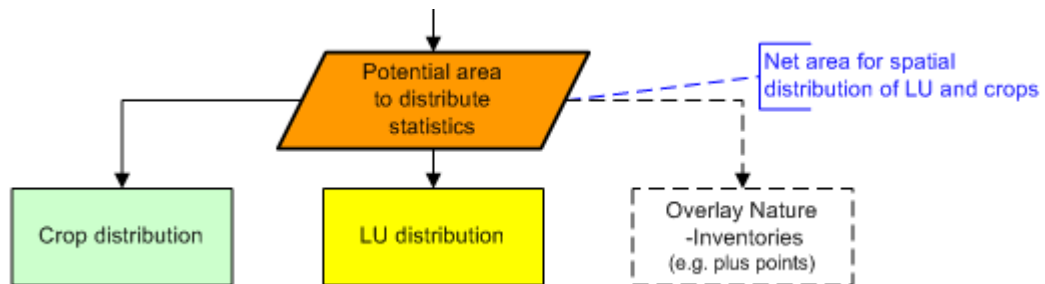 Potential area
to distribute
statistics
Net area for spatial
distribution of LU and crops
Crop distribution
LU distribution
Overlay Nature
-Inventories
(e.g. plus points)